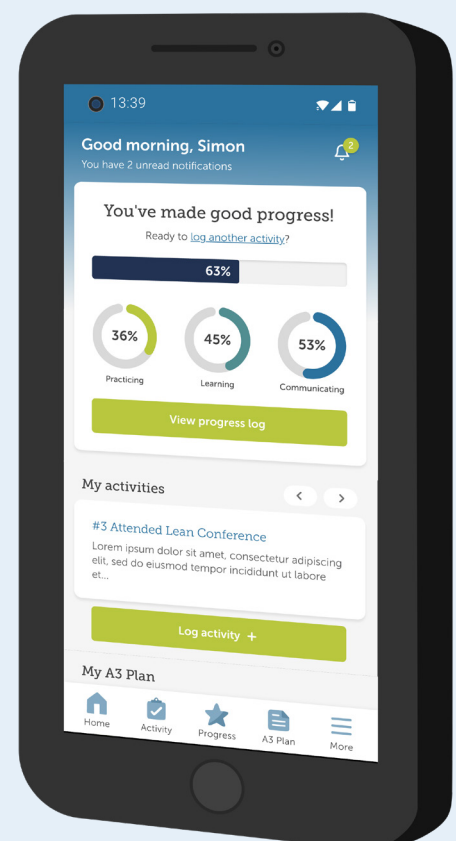 13:39
Good morning, Simon
2
You have 2 unread notifications
You've made good progress!
Ready to log another activity?
63%
36%
45%
53%
Practicing
Learning
Communicating
View progress log
My activities
#3 Attended Lean Conference
Lorem ipsum dolor sit amet, consectetur adipiscing
elit, sed do eiusmod tempor incididunt ut labore
et...
Log activity +
My A3 Plan
Home
Activity
Progress
A3 Plan
More